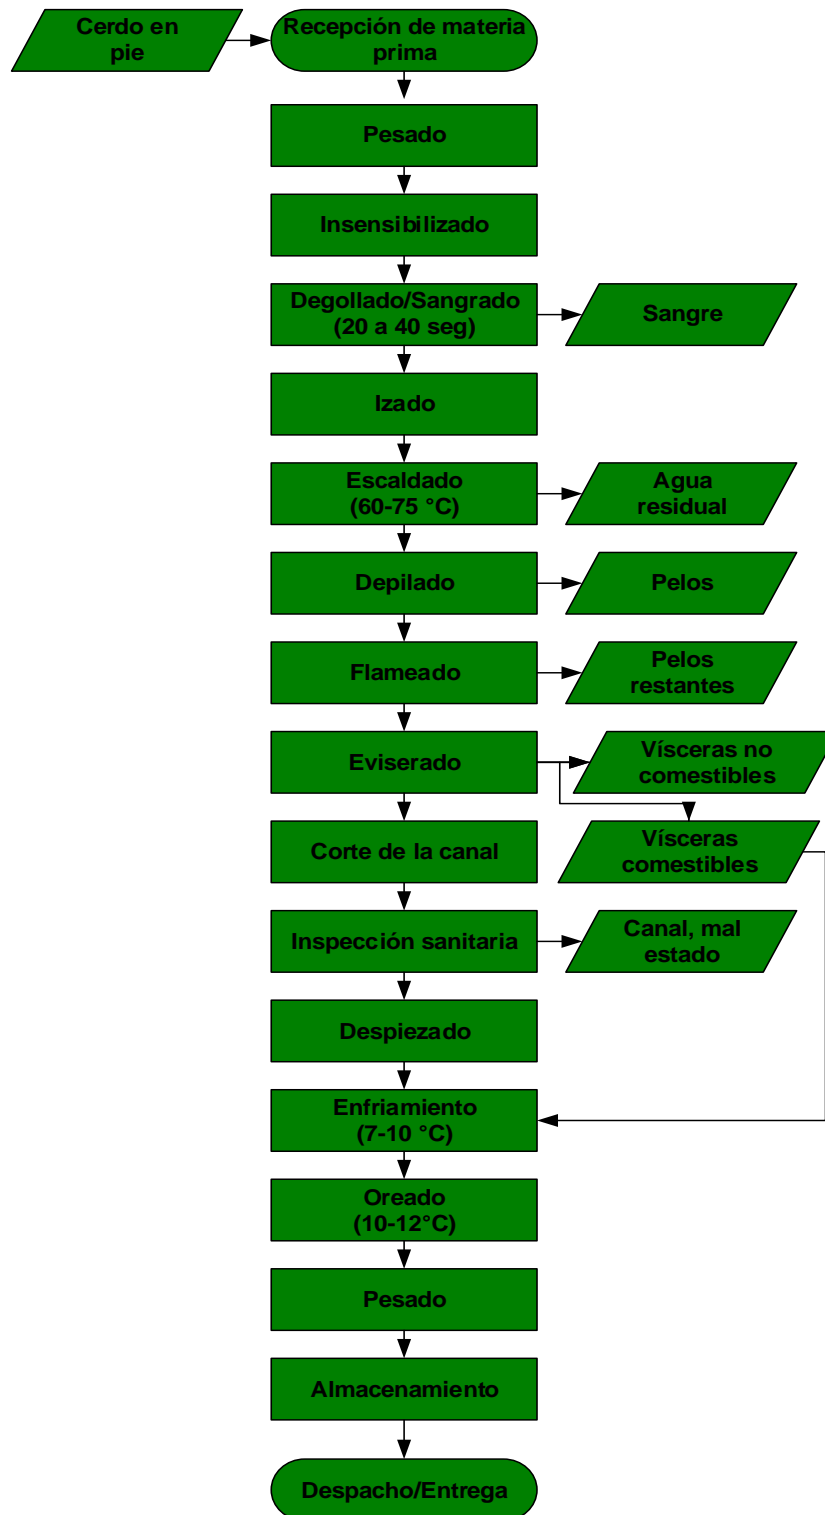 Cerdo en
pie
Recepción de materia
prima
Pesado
Insensibilizado
Degollado/Sangrado
(20 a 40 seg)
Sangre
Izado
Escaldado
(60-75 °C)
Agua
residual
Depilado
Pelos
Flameado
Pelos
restantes
Eviserado
Vísceras no
comestibles
Corte de la canal
Vísceras
comestibles
Inspección sanitaria
Canal, mal
estado
Despiezado
Enfriamiento
(7-10 °C)
Oreado
(10-12°C)
Pesado
Almacenamiento
Despacho/Entrega